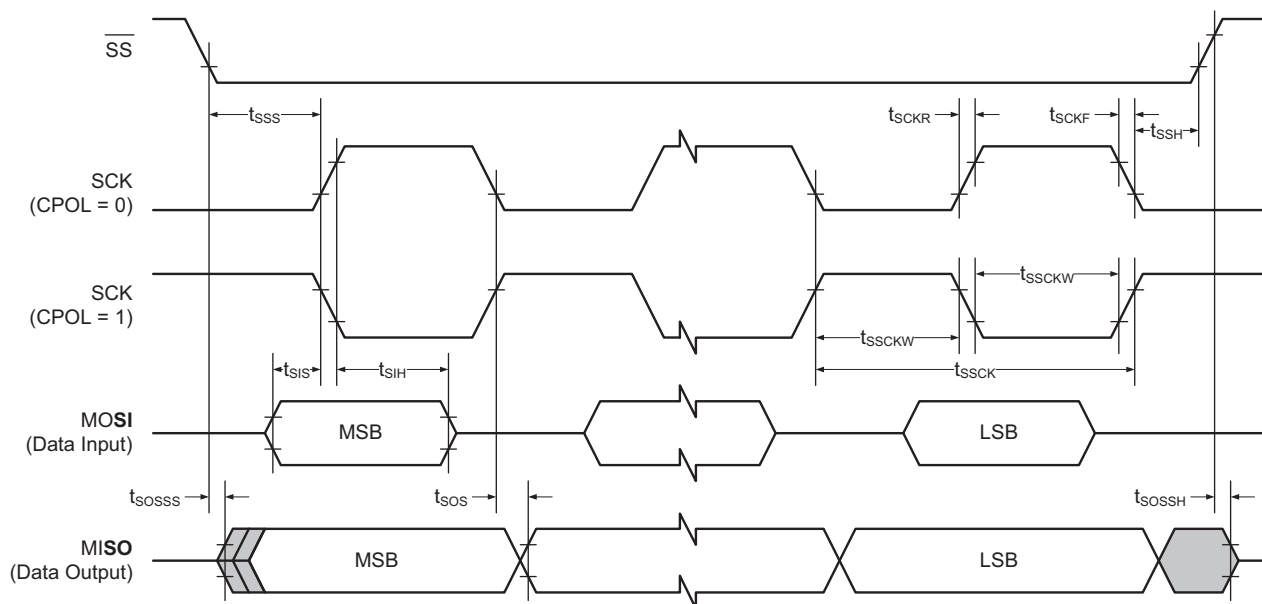 SS
tSSS
tSCKR
tSCKF
tSSH
SCK
(CPOL = 0)
SCK
(CPOL = 1)
tSSCKW
tSSCKW
tSIS
tSIH
tSSCK
MOSI
(Data Input)
MSB
LSB
tSOSSS
tSOS
tSOSSH
MISO
(Data Output)
MSB
LSB